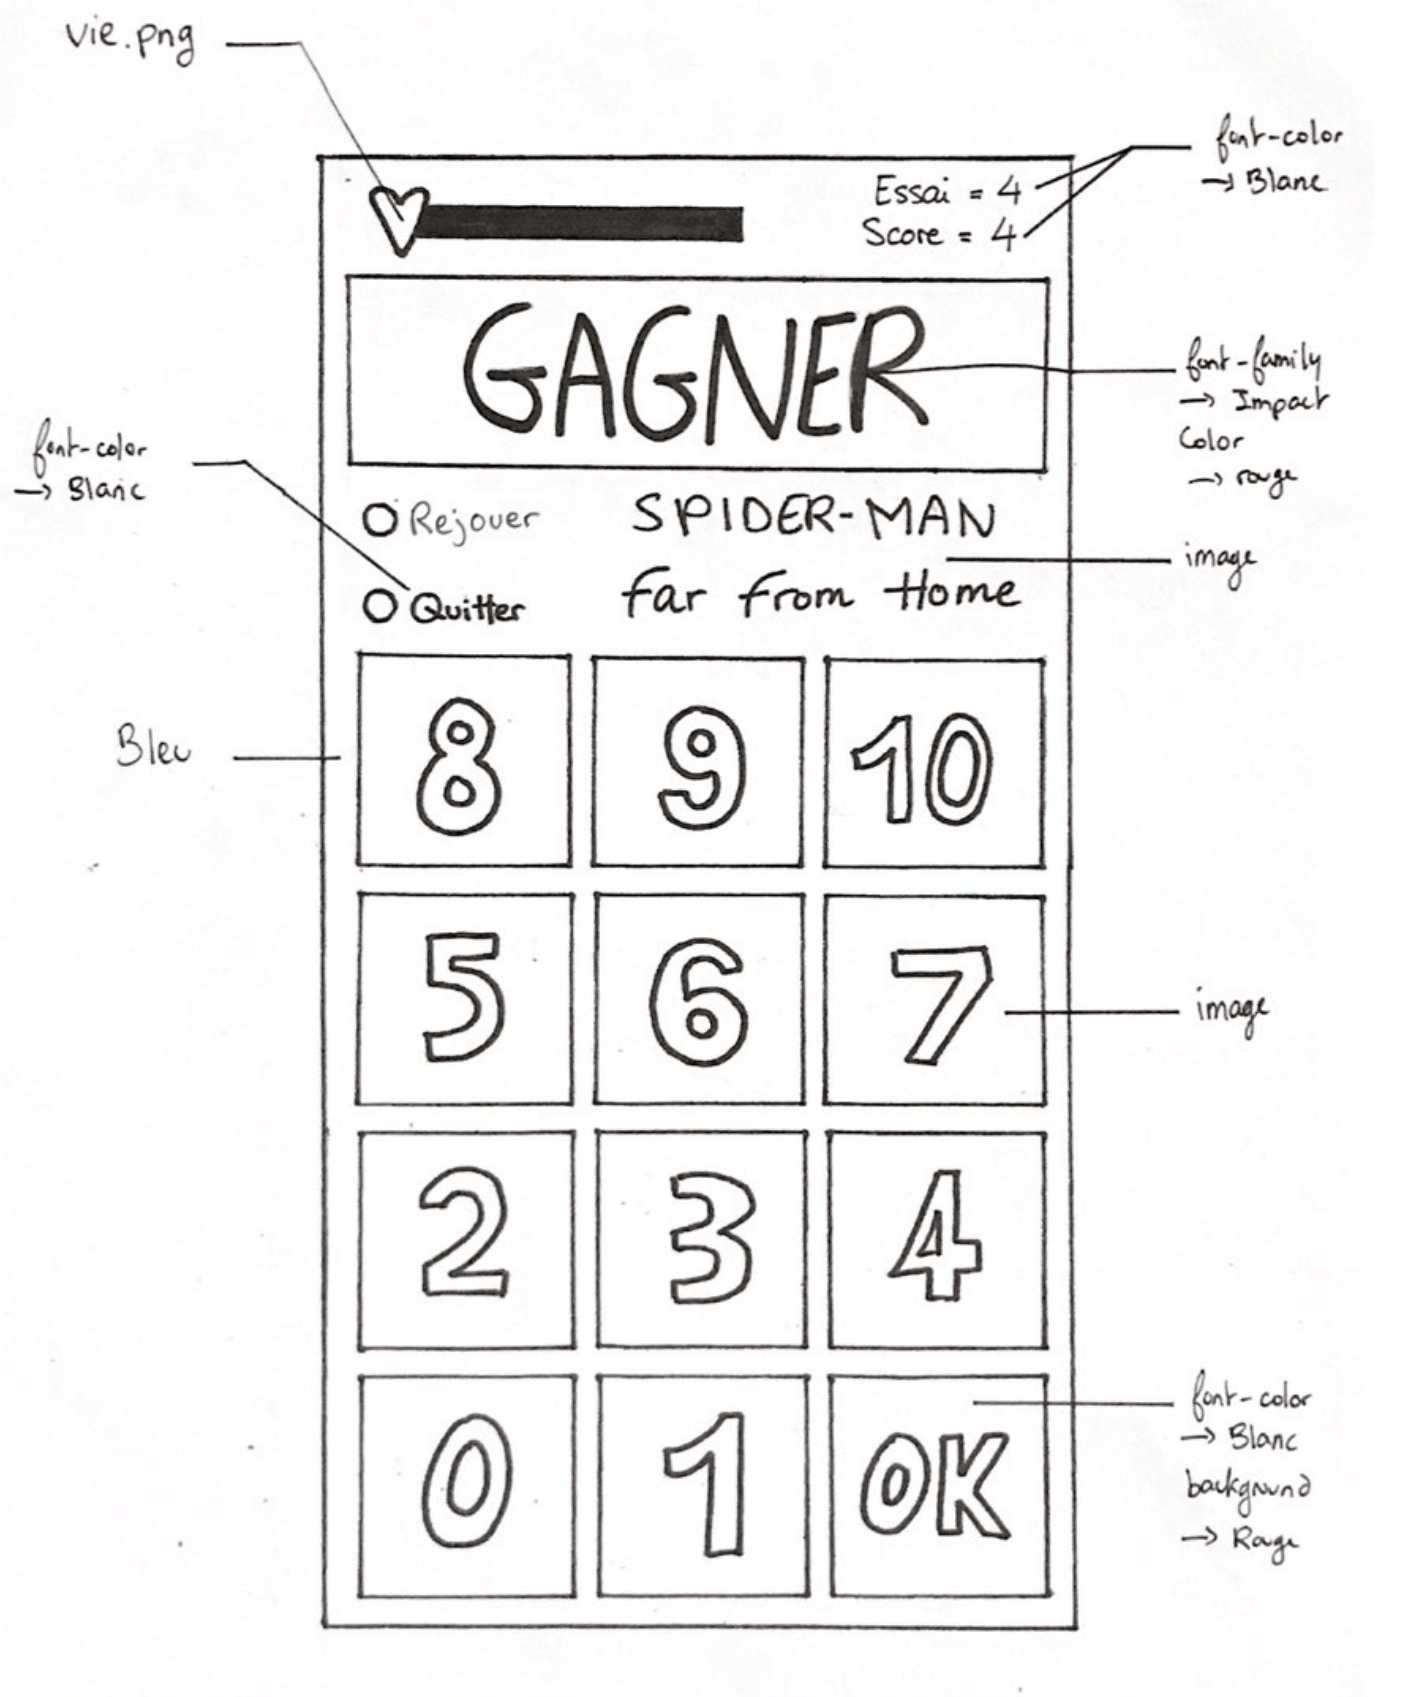 vie.png
font-color
→ Blanc
Essai = 4
Score = 4
GAGNER
font-family
→ Impact
Color
→ rouge
font-color
→ Blanc
Rejouer
SPIDER-MAN
image
Quitter
Far From Home
Bleu
8 9 10
5 6 7
image
2 3 4
font-color
→ Blanc
background
→ Rouge
0 1 OK